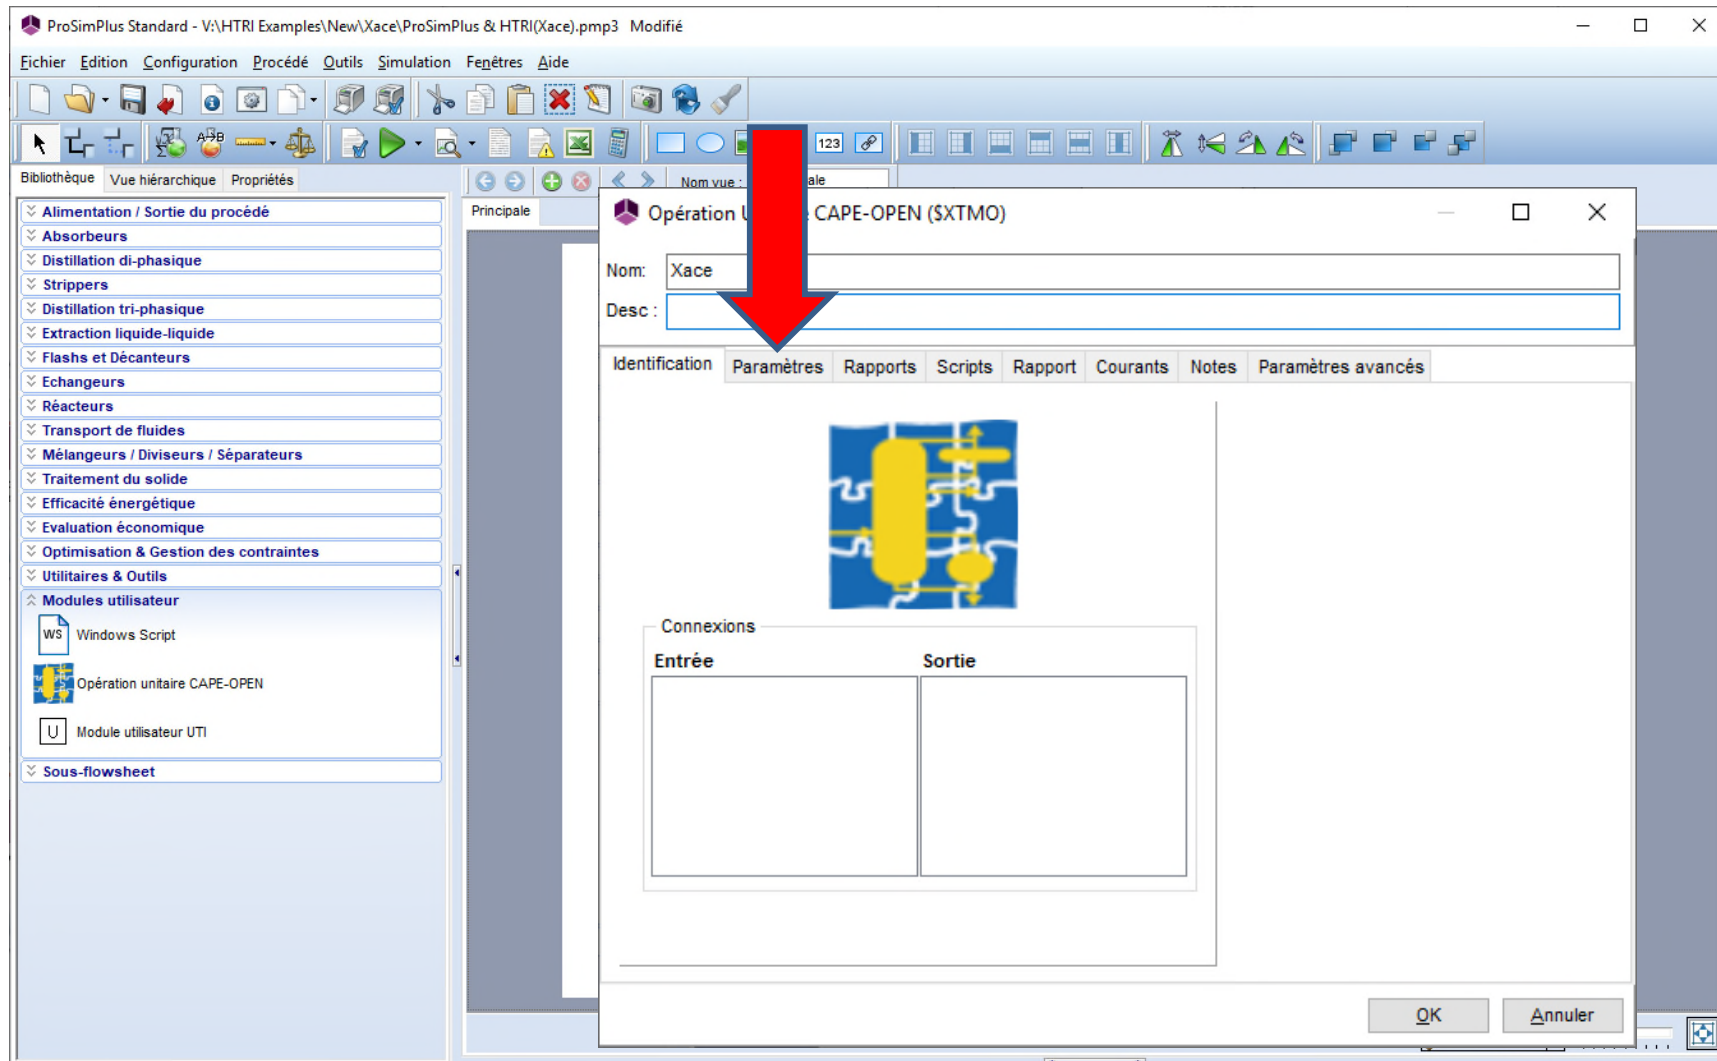 ProSimPlus Standard - V:\HTRI Examples\New\Xace\ProSimPlus & HTRI(Xace).pmp3 Modifié
Fichier Edition Configuration Procédé Outils Simulation Fenêtres Aide
A→B
123
Bibliothèque Vue hiérarchique Propriétés
Nom vue :
Principale
Alimentation / Sortie du procédé
Absorbeurs
Distillation di-phasique
Strippers
Distillation tri-phasique
Extraction liquide-liquide
Flashs et Décanteurs
Echangeurs
Réacteurs
Transport de fluides
Mélangeurs / Diviseurs / Séparateurs
Traitement du solide
Efficacité énergétique
Evaluation économique
Optimisation & Gestion des contraintes
Utilitaires & Outils
Modules utilisateur
WS Windows Script
Opération unitaire CAPE-OPEN
U Module utilisateur UTI
Sous-flowsheet
Opération CAPE-OPEN ($XTMO)
Nom: Xace
Desc :
Identification Paramètres Rapports Scripts Rapport Courants Notes Paramètres avancés
Connexions
Entrée Sortie
OK Annuler